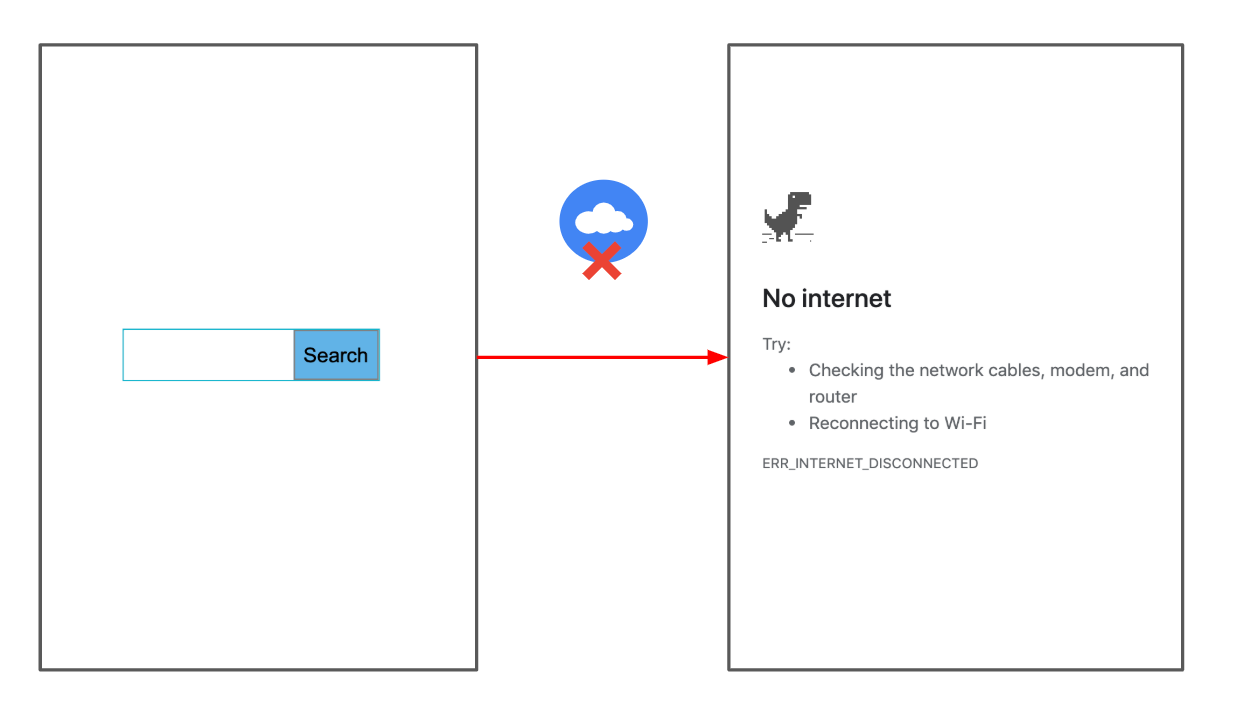 Search
No internet
Try:
Checking the network cables, modem, and
router
Reconnecting to Wi-Fi
ERR_INTERNET_DISCONNECTED